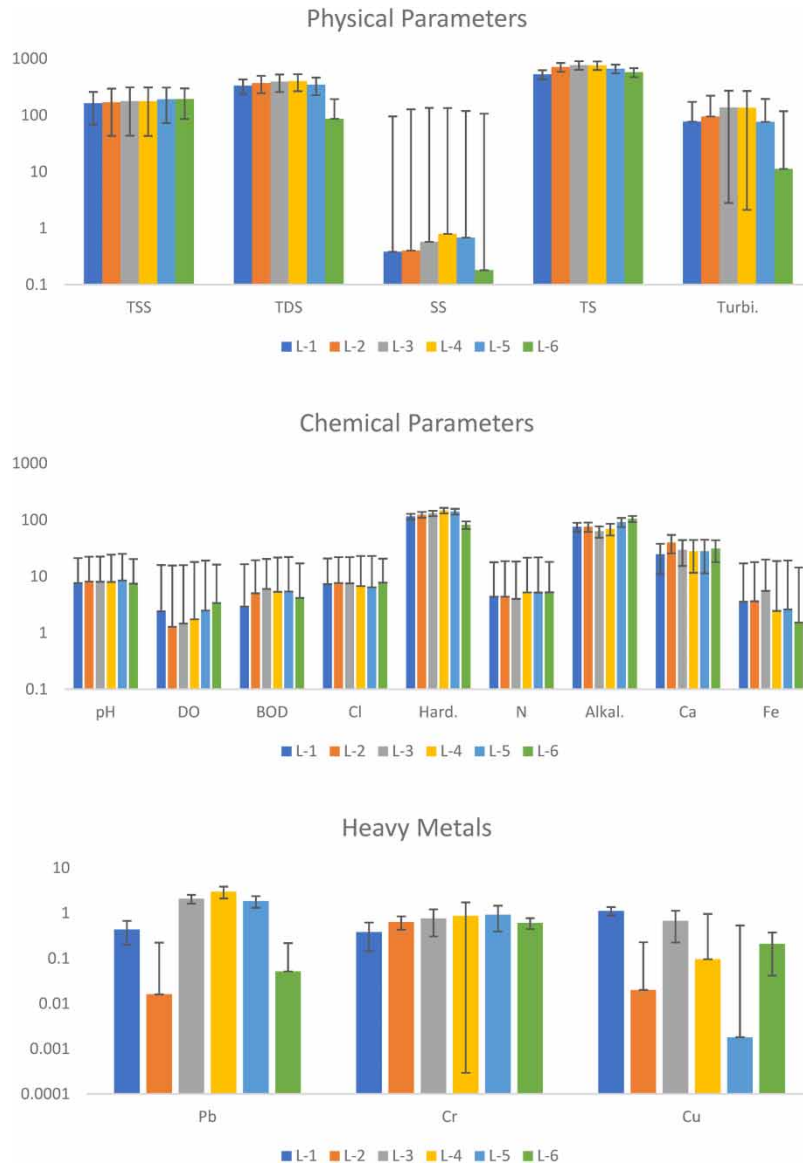 Physical Parameters
1000
100
10
1
0.1
TSS TDS SS TS Turbi.
L-1 L-2 L-3 L-4 L-5 L-6
Chemical Parameters
1000
100
10
1
0.1
pH DO BOD Cl Hard. N Alkal. Ca Fe
L-1 L-2 L-3 L-4 L-5 L-6
Heavy Metals
10
1
0.1
0.01
0.001
0.0001
Pb Cr Cu
L-1 L-2 L-3 L-4 L-5 L-6